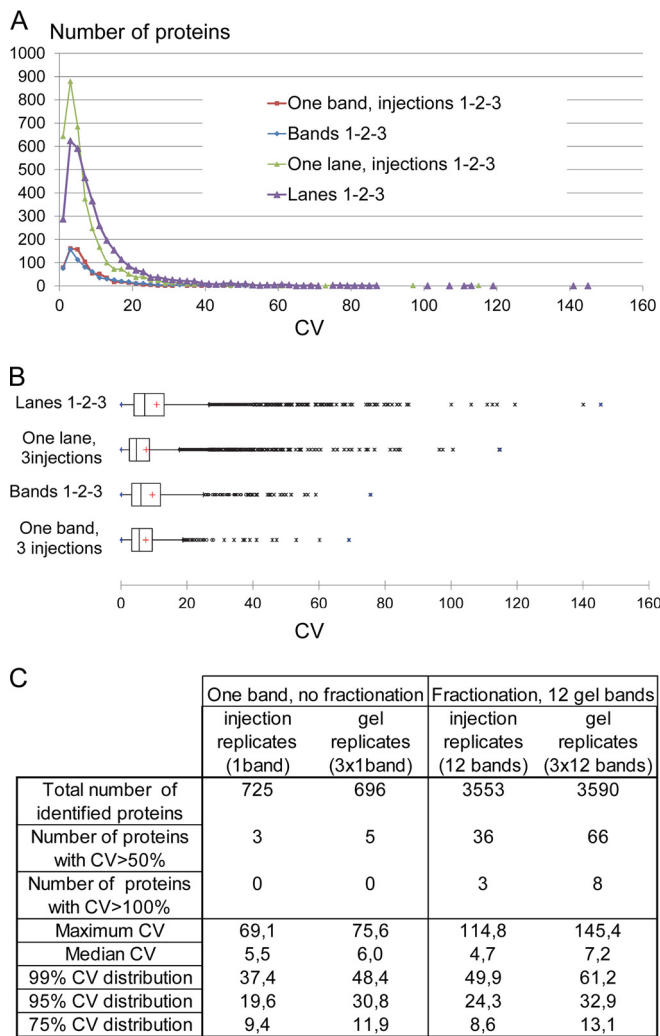 A
Number of proteins
1000
900
800
700
600
500
400
300
200
100
0
One band, injections 1-2-3
Bands 1-2-3
One lane, injections 1-2-3
Lanes 1-2-3
0 20 40 60 80 100 120 140 160
CV
B
Lanes 1-2-3
One lane,
3injections
Bands 1-2-3
One band,
3 injections
0 20 40 60 80 100 120 140 160
CV
C
One band, no fractionation Fractionation, 12 gel bands
injection replicates (1band) gel replicates (3x1band) injection replicates (12 bands) gel replicates (3x12 bands)
Total number of identified proteins 725 696 3553 3590
Number of proteins with CV>50% 3 5 36 66
Number of proteins with CV>100% 0 0 3 8
Maximum CV 69,1 75,6 114,8 145,4
Median CV 5,5 6,0 4,7 7,2
99% CV distribution 37,4 48,4 49,9 61,2
95% CV distribution 19,6 30,8 24,3 32,9
75% CV distribution 9,4 11,9 8,6 13,1